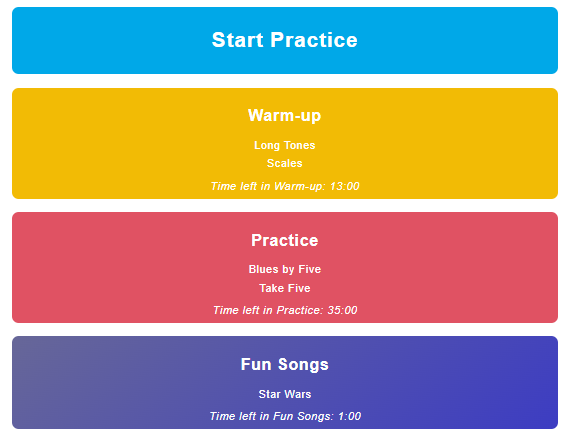 Start Practice
Warm-up
Long Tones
Scales
Time left in Warm-up: 13:00
Practice
Blues by Five
Take Five
Time left in Practice: 35:00
Fun Songs
Star Wars
Time left in Fun Songs: 1:00